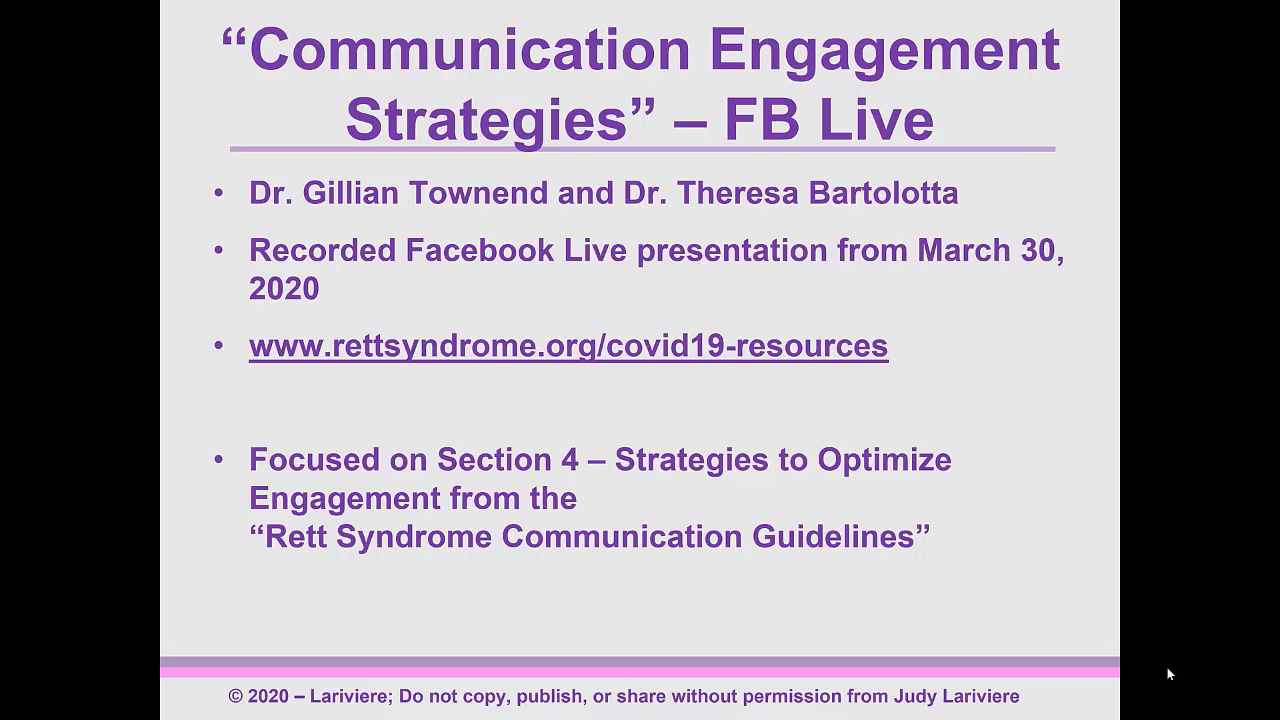 “Communication Engagement
Strategies” – FB Live
• Dr. Gillian Townend and Dr. Theresa Bartolotta
• Recorded Facebook Live presentation from March 30,
2020
• www.rettsyndrome.org/covid19-resources
• Focused on Section 4 – Strategies to Optimize
Engagement from the
“Rett Syndrome Communication Guidelines”
© 2020 – Lariviere; Do not copy, publish, or share without permission from Judy Lariviere